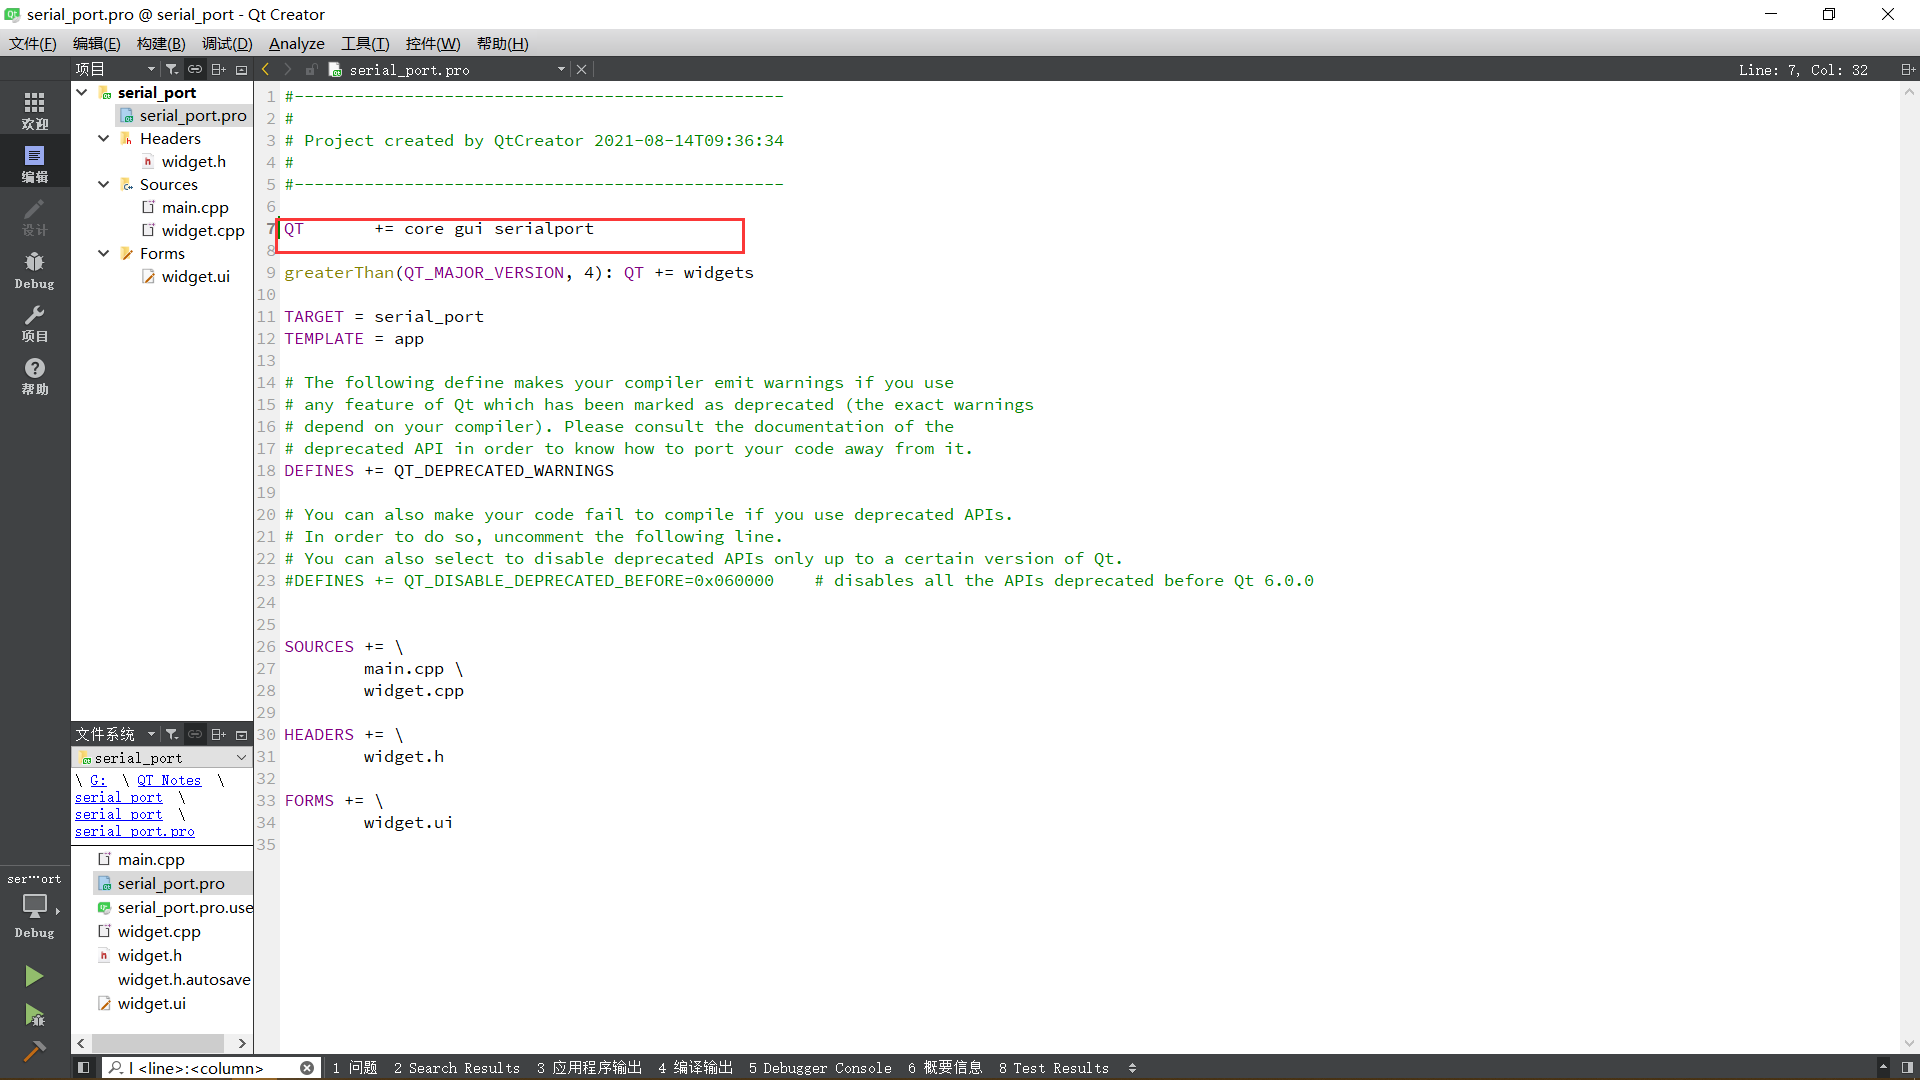 serial_port.pro @ serial_port - Qt Creator
文件(F) 编辑(E) 构建(B) 调试(D) Analyze 工具(T) 控件(W) 帮助(H)
项目 serial_port.pro Line: 7, Col: 32
欢迎
编辑
设计
Debug
项目
帮助
ser···ort
Debug
serial_port
serial_port.pro
Headers
widget.h
Sources
main.cpp
widget.cpp
Forms
widget.ui
文件系统
serial_port
\ G: \ QT Notes \
serial port \
serial port \
serial port.pro
main.cpp
serial_port.pro
serial_port.pro.use
widget.cpp
widget.h
widget.h.autosave
widget.ui
1 #-------------------------------------------------
2 #
3 # Project created by QtCreator 2021-08-14T09:36:34
4 #
5 #-------------------------------------------------
6
7 QT       += core gui serialport
8
9 greaterThan(QT_MAJOR_VERSION, 4): QT += widgets
10
11 TARGET = serial_port
12 TEMPLATE = app
13
14 # The following define makes your compiler emit warnings if you use
15 # any feature of Qt which has been marked as deprecated (the exact warnings
16 # depend on your compiler). Please consult the documentation of the
17 # deprecated API in order to know how to port your code away from it.
18 DEFINES += QT_DEPRECATED_WARNINGS
19
20 # You can also make your code fail to compile if you use deprecated APIs.
21 # In order to do so, uncomment the following line.
22 # You can also select to disable deprecated APIs only up to a certain version of Qt.
23 #DEFINES += QT_DISABLE_DEPRECATED_BEFORE=0x060000    # disables all the APIs deprecated before Qt 6.0.0
24
25
26 SOURCES += \
27         main.cpp \
28         widget.cpp
29
30 HEADERS += \
31         widget.h
32
33 FORMS += \
34         widget.ui
35
l <line>:<column> 1 问题 2 Search Results 3 应用程序输出 4 编译输出 5 Debugger Console 6 概要信息 8 Test Results